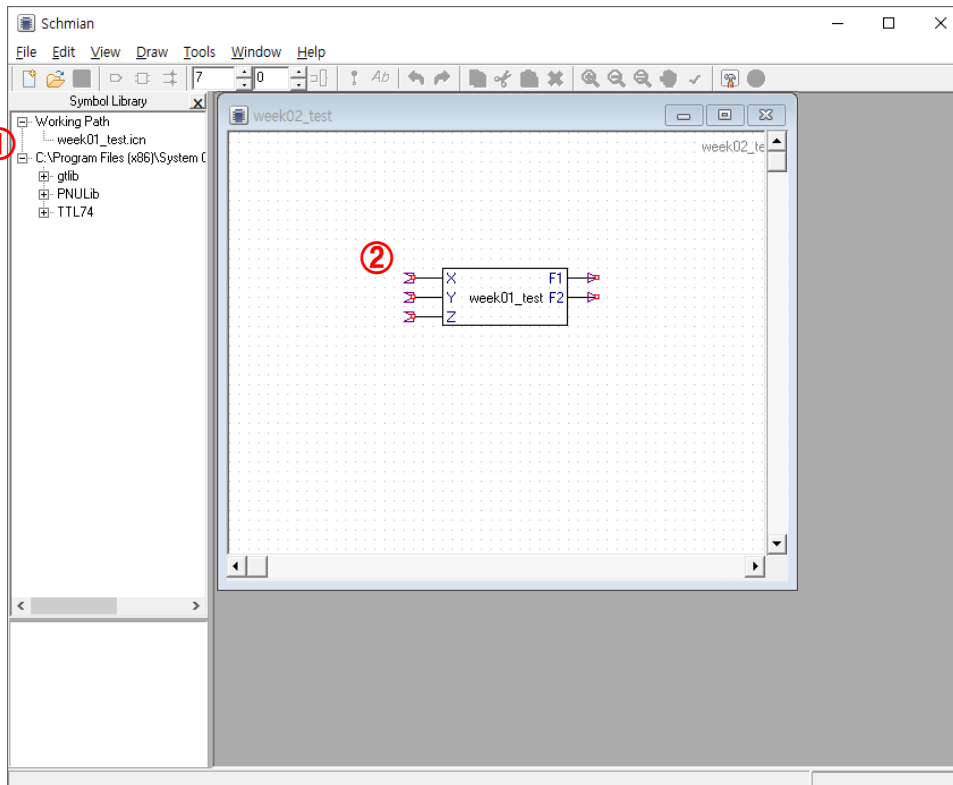 Schmian
File Edit View Draw Tools Window Help
7 0 Ab
Symbol Library x
Working Path
①
week01_test.icn
C:\Program Files (x86)\System
gtlib
PNULib
TTL74
week02_test
week02_te
②
X F1
Y week01_test F2
Z